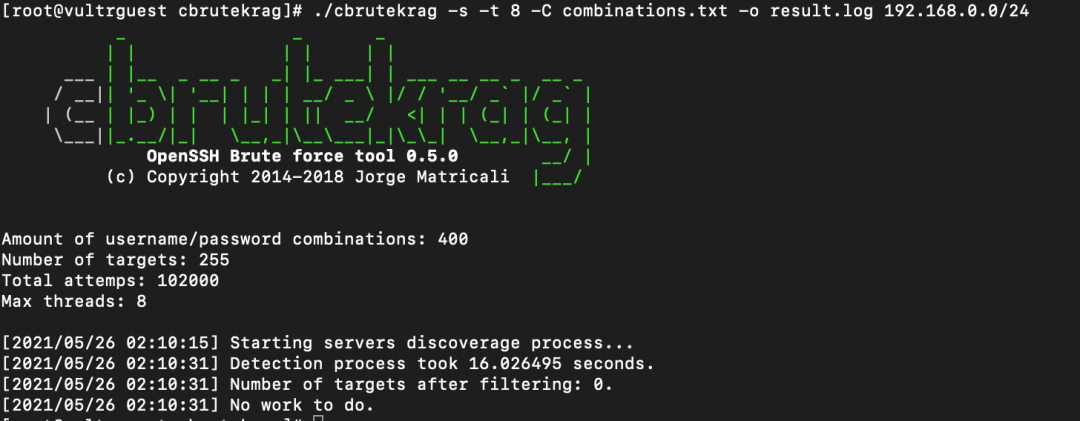 [root@vultrguest cbrutekrag]# ./cbrutekrag -s -t 8 -C combinations.txt -o result.log 192.168.0.0/24
cbrutekrag
OpenSSH Brute force tool 0.5.0
(c) Copyright 2014-2018 Jorge Matricali
Amount of username/password combinations: 400
Number of targets: 255
Total attemps: 102000
Max threads: 8
[2021/05/26 02:10:15] Starting servers discoverage process...
[2021/05/26 02:10:31] Detection process took 16.026495 seconds.
[2021/05/26 02:10:31] Number of targets after filtering: 0.
[2021/05/26 02:10:31] No work to do.